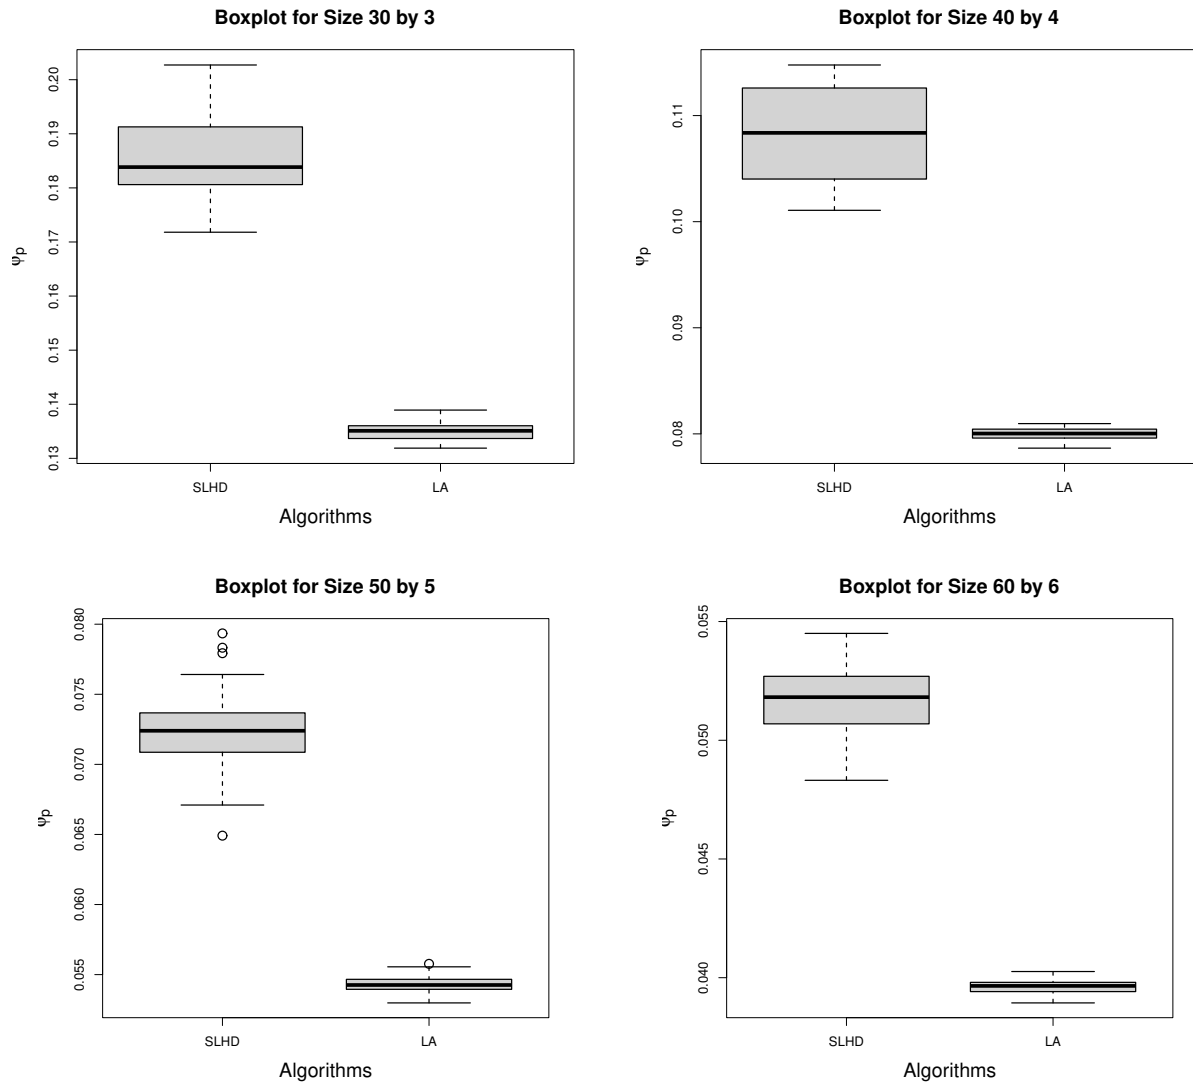 Boxplot for Size 30 by 3
0.20
0.19
0.18
0.17
0.16
0.15
0.14
0.13
ψp
SLHD LA
Algorithms
Boxplot for Size 40 by 4
0.11
0.10
0.09
0.08
ψp
SLHD LA
Algorithms
Boxplot for Size 50 by 5
0.080
0.075
0.070
0.065
0.060
0.055
ψp
SLHD LA
Algorithms
Boxplot for Size 60 by 6
0.055
0.050
0.045
0.040
ψp
SLHD LA
Algorithms